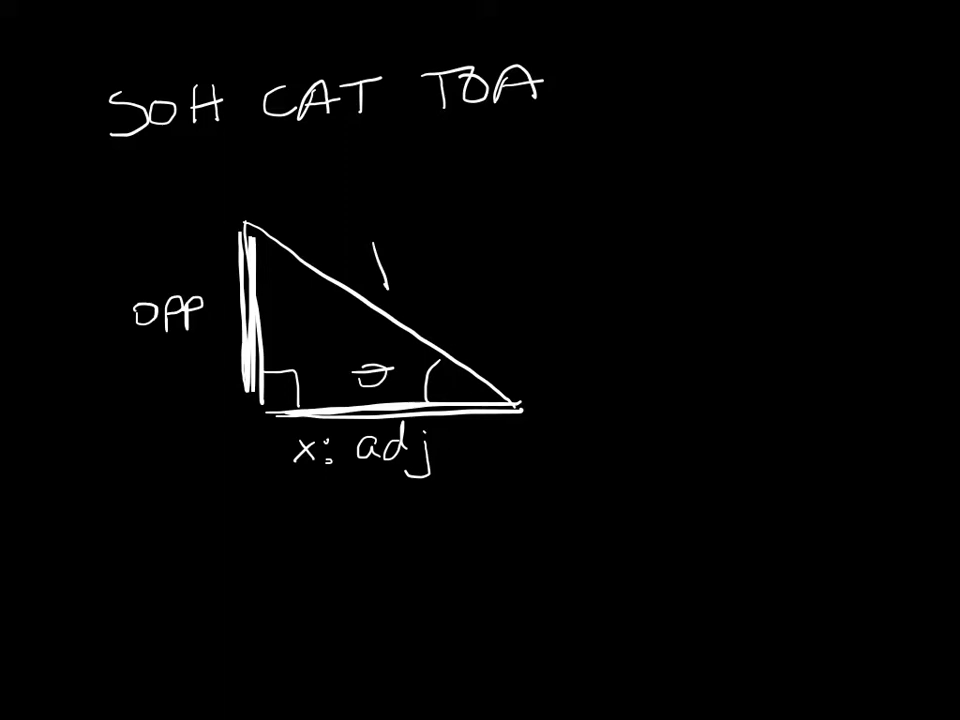 SOH CAT TOA
1
OPP
θ
x: adj